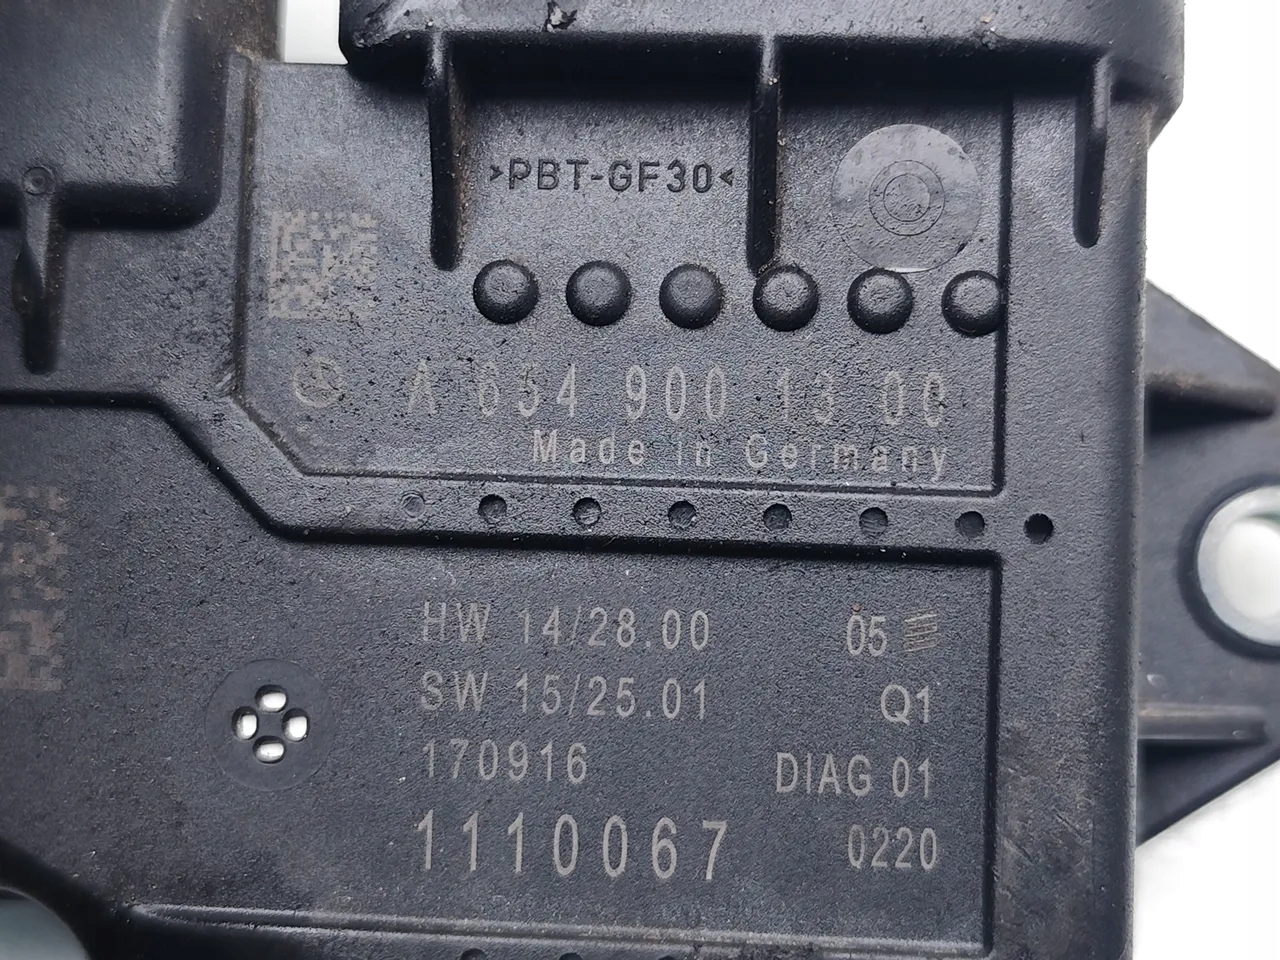 >PBT-GF30<
A 654 900 13 00
Made in Germany
HW 14/28.00 05
SW 15/25.01 Q1
170916 DIAG 01
1110067 0220